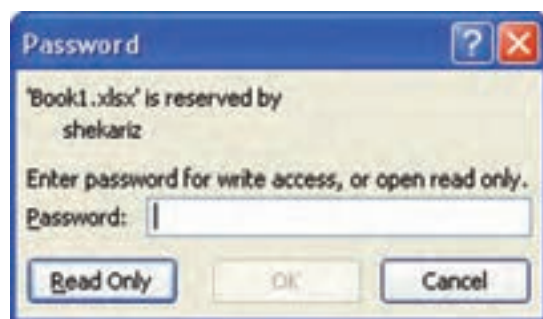 Password
'Book1.xlsx' is reserved by
shekariz
Enter password for write access, or open read only.
Password:
Read Only OK Cancel